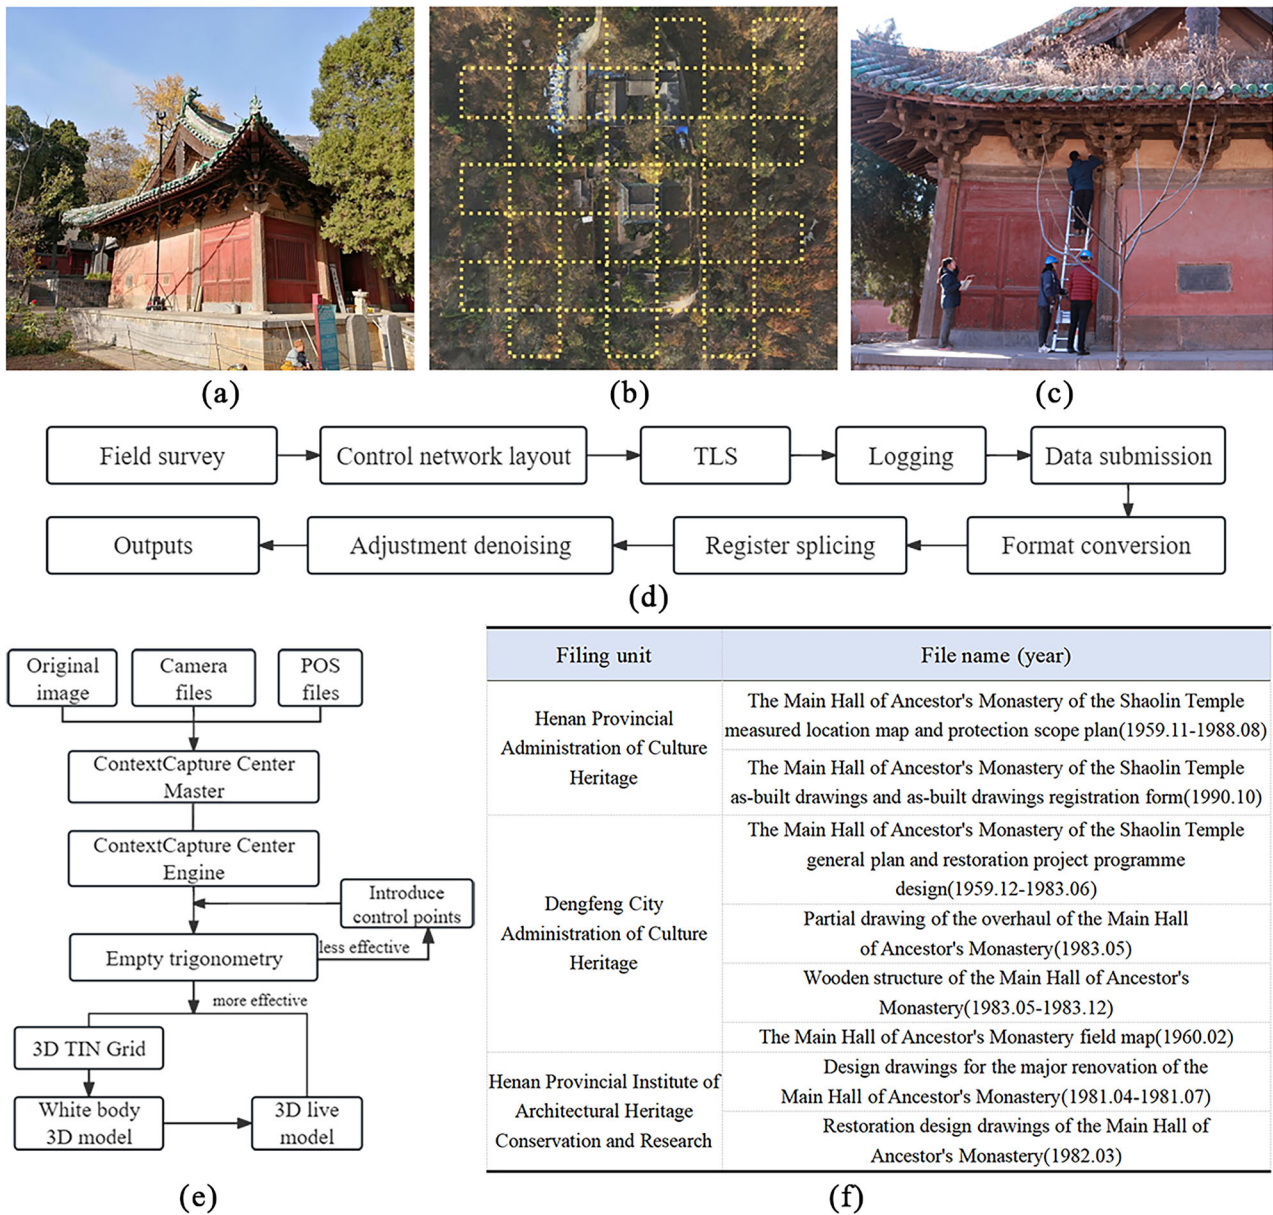 (a)
(b)
(c)
Field survey
Control network layout
TLS
Logging
Data submission
Outputs
Adjustment denoising
Register splicing
Format conversion
(d)
Original
image
Camera
files
POS
files
ContextCapture Center
Master
ContextCapture Center
Engine
Introduce
control points
Empty trigonometry
less effective
more effective
3D TIN Grid
White body
3D model
3D live
model
(e)
Filing unit
File name (year)
Henan Provincial
Administration of Culture
Heritage
The Main Hall of Ancestor's Monastery of the Shaolin Temple
measured location map and protection scope plan(1959.11-1988.08)
The Main Hall of Ancestor's Monastery of the Shaolin Temple
as-built drawings and as-built drawings registration form(1990.10)
Dengfeng City
Administration of Culture
Heritage
The Main Hall of Ancestor's Monastery of the Shaolin Temple
general plan and restoration project programme
design(1959.12-1983.06)
Partial drawing of the overhaul of the Main Hall
of Ancestor's Monastery(1983.05)
Wooden structure of the Main Hall of Ancestor's
Monastery(1983.05-1983.12)
The Main Hall of Ancestor's Monastery field map(1960.02)
Henan Provincial Institute of
Architectural Heritage
Conservation and Research
Design drawings for the major renovation of the
Main Hall of Ancestor's Monastery(1981.04-1981.07)
Restoration design drawings of the Main Hall of
Ancestor's Monastery(1982.03)
(f)